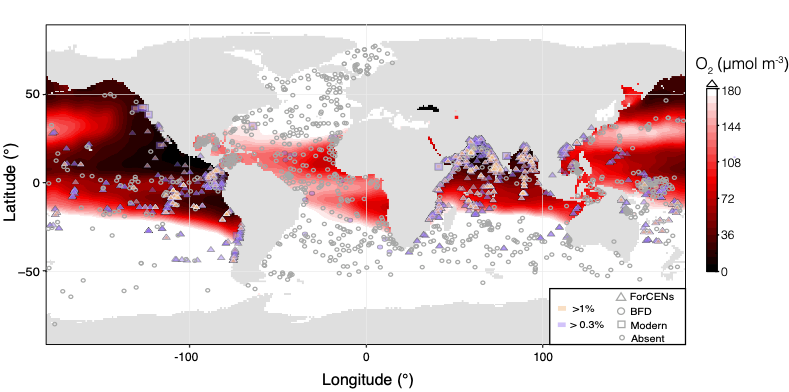 O2 (μmol m-3)
180
144
108
72
36
0
Latitude (°)
50
0
−50
>1%
> 0.3%
ForCENs
BFD
Modern
Absent
-100
0
100
Longitude (°)